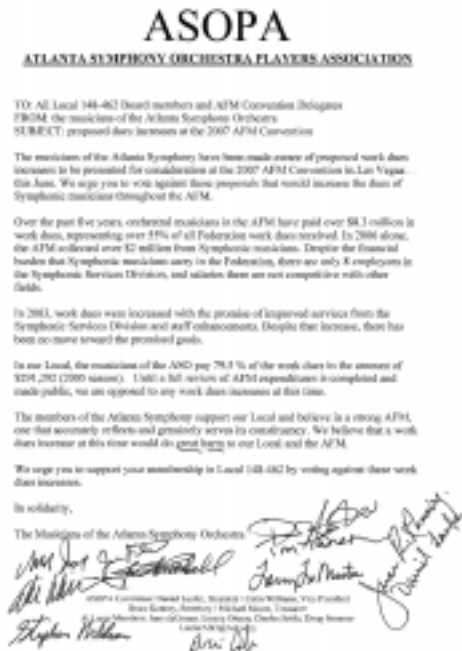 ASOPA
ATLANTA SYMPHONY ORCHESTRA PLAYERS ASSOCIATION
TO: All Local 148-462 Board members and AFM Convention Delegates
FROM: the musicians of the Atlanta Symphony Orchestra
SUBJECT: proposed dues increases at the 2007 AFM Convention
The musicians of the Atlanta Symphony have been made aware of proposed work dues
increases to be presented for consideration at the 2007 AFM Convention in Las Vegas
this June. We urge you to vote against those proposals that would increase the dues of
Symphonic musicians throughout the AFM.
Over the past five years, orchestral musicians in the AFM have paid over $8.3 million in
work dues, representing over 55% of all Federation work dues received. In 2006 alone,
the AFM collected over $2 million from Symphonic musicians. Despite the financial
burden that Symphonic musicians carry in the Federation, there are only 8 employees in
the Symphonic Services Division, and salaries there are not competitive with other
fields.
In 2003, work dues were increased with the promise of improved services from the
Symphonic Services Division and staff enhancements. Despite that increase, there has
been no move toward the promised goals.
In our Local, the musicians of the ASO pay 79.5 % of the work dues in the amount of
season). Until a full review of AFM expenditures is completed and
made public, we are opposed to any work dues increases at this time.
The members of the Atlanta Symphony support our Local and believe in a strong AFM,
one that accurately reflects and genuinely serves its constituency. We believe that a work
dues increase at this time would do great harm to our Local and the AFM.
We urge you to support your membership in Local 148-462 by voting against these work
dues increases.
In solidarity,
The Musicians of the Atlanta Symphony Orchestra